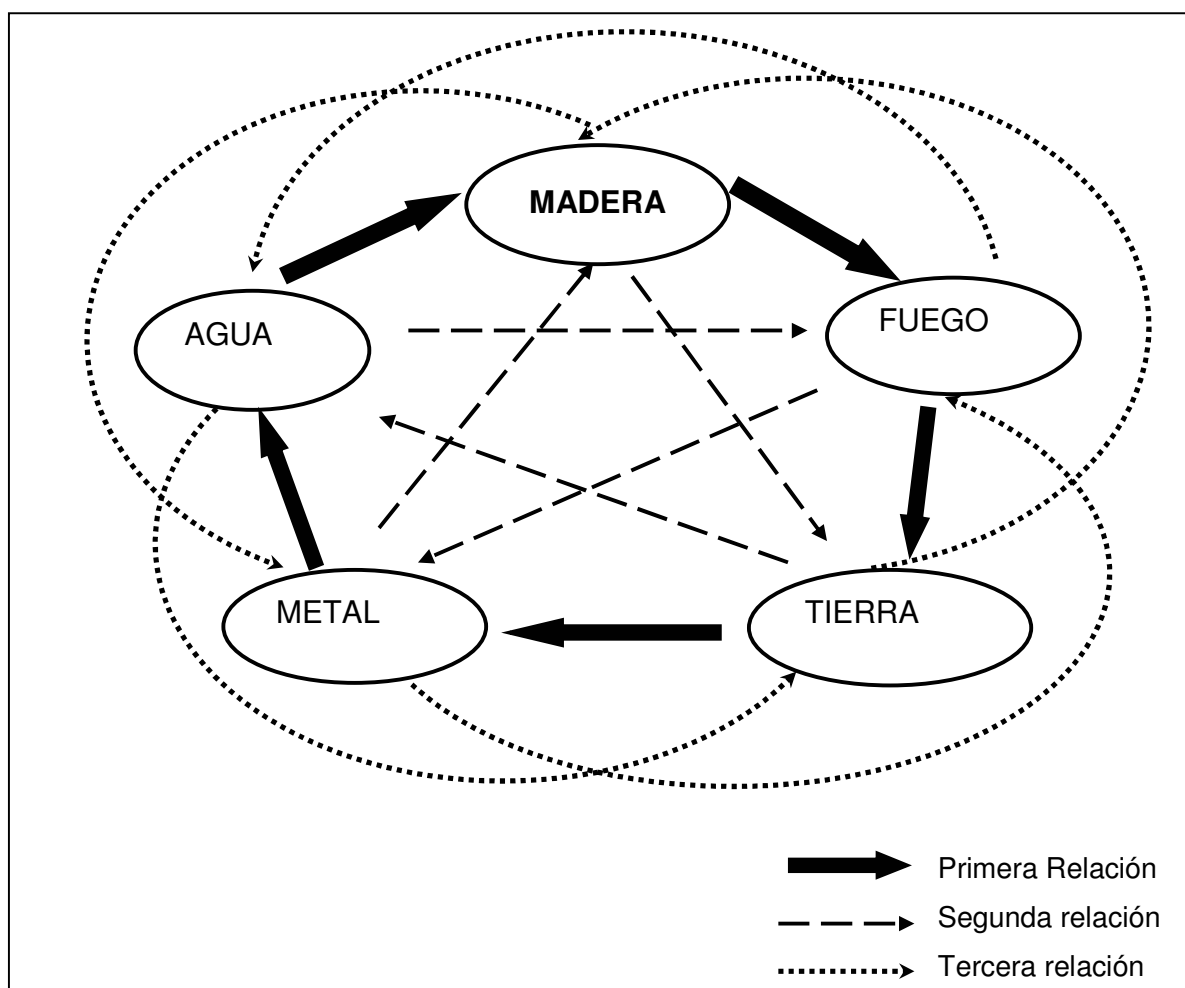 MADERA
AGUA
FUEGO
METAL
TIERRA
Primera Relación
Segunda relación
Tercera relación